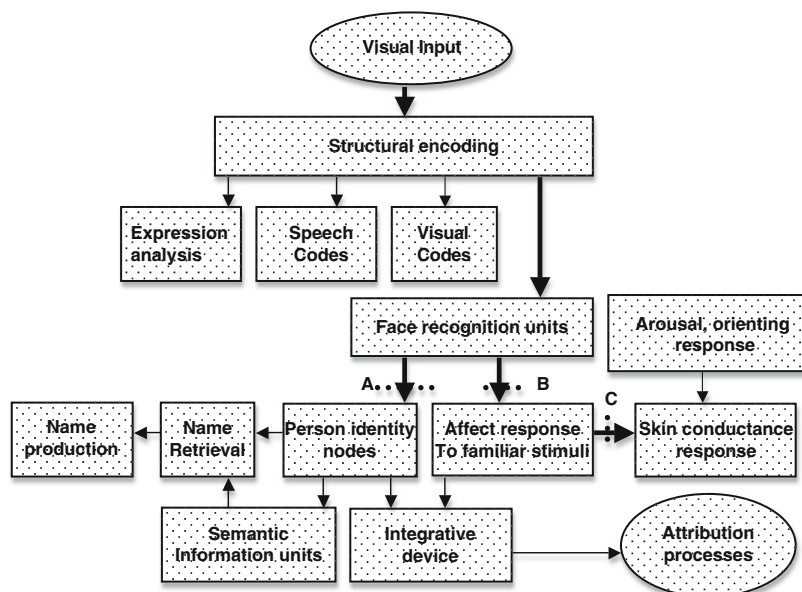 Visual Input
Structural encoding
Expression
analysis
Speech
Codes
Visual
Codes
Face recognition units
Arousal, orienting
response
A
B
C
Name
production
Name
Retrieval
Person identity
nodes
Affect response
To familiar stimuli
Skin conductance
response
Semantic
Information units
Integrative
device
Attribution
processes